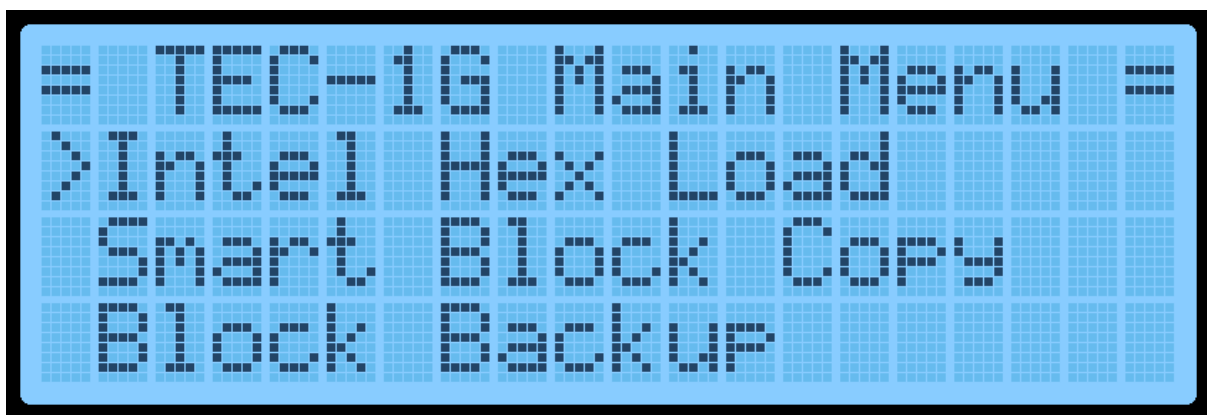 = TEC-1G Main Menu =
>Intel Hex Load
Smart Block Copy
Block Backup